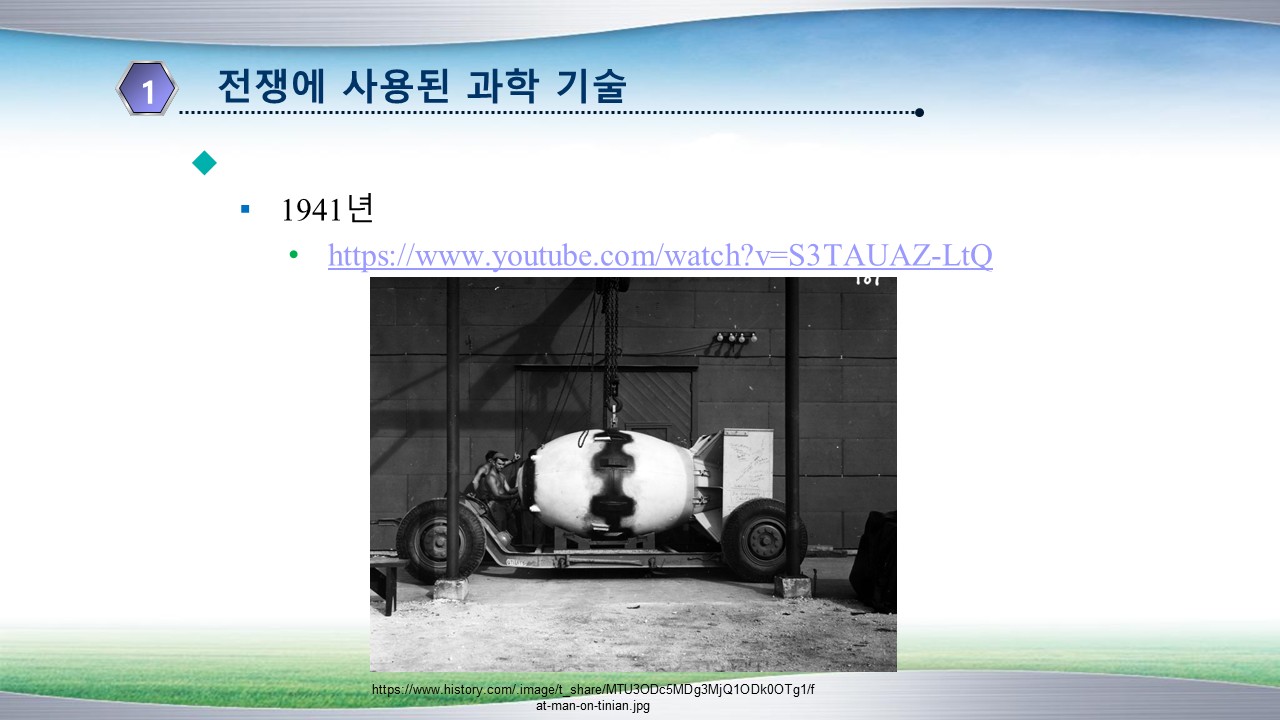 1
전쟁에 사용된 과학 기술
1941년
https://www.youtube.com/watch?v=S3TAUAZ-LtQ
https://www.history.com/.image/t_share/MTU3ODc5MDg3MjQ1ODk0OTg1/f
at-man-on-tinian.jpg